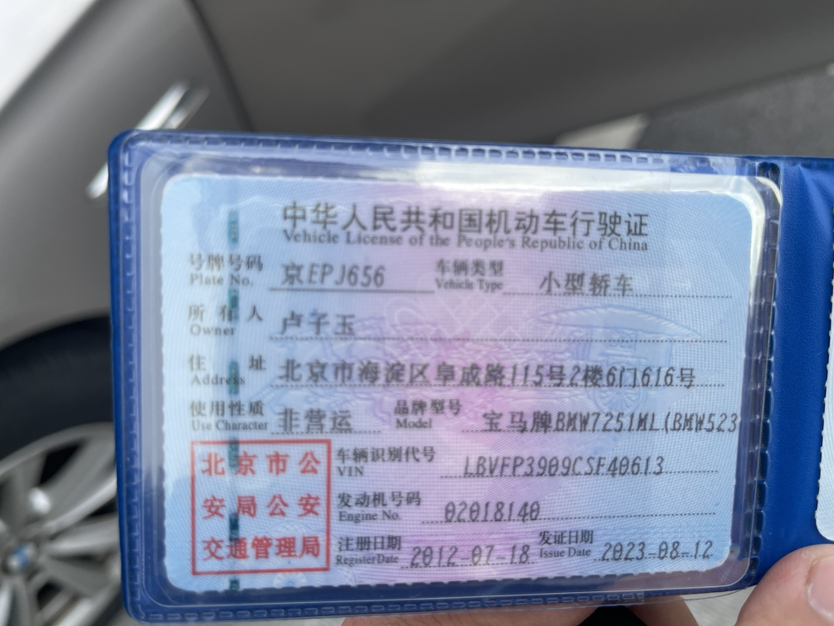 中华人民共和国机动车行驶证
Vehicle License of the People's Republic of China
号牌号码 京EPJ656 车辆类型 小型轿车
Plate No. Vehicle Type
所有人 卢子玉
Owner
住址 北京市海淀区阜成路115号2楼6门616号
Address
使用性质 非营运 品牌型号 宝马牌BMW7251ML(BMW523
Use Character Model
北京市公安局公安交通管理局
车辆识别代号 LBVFP3909CSF40613
VIN
发动机号码 02018140
Engine No.
注册日期 2012-07-18 发证日期 2023-08-12
Register Date Issue Date